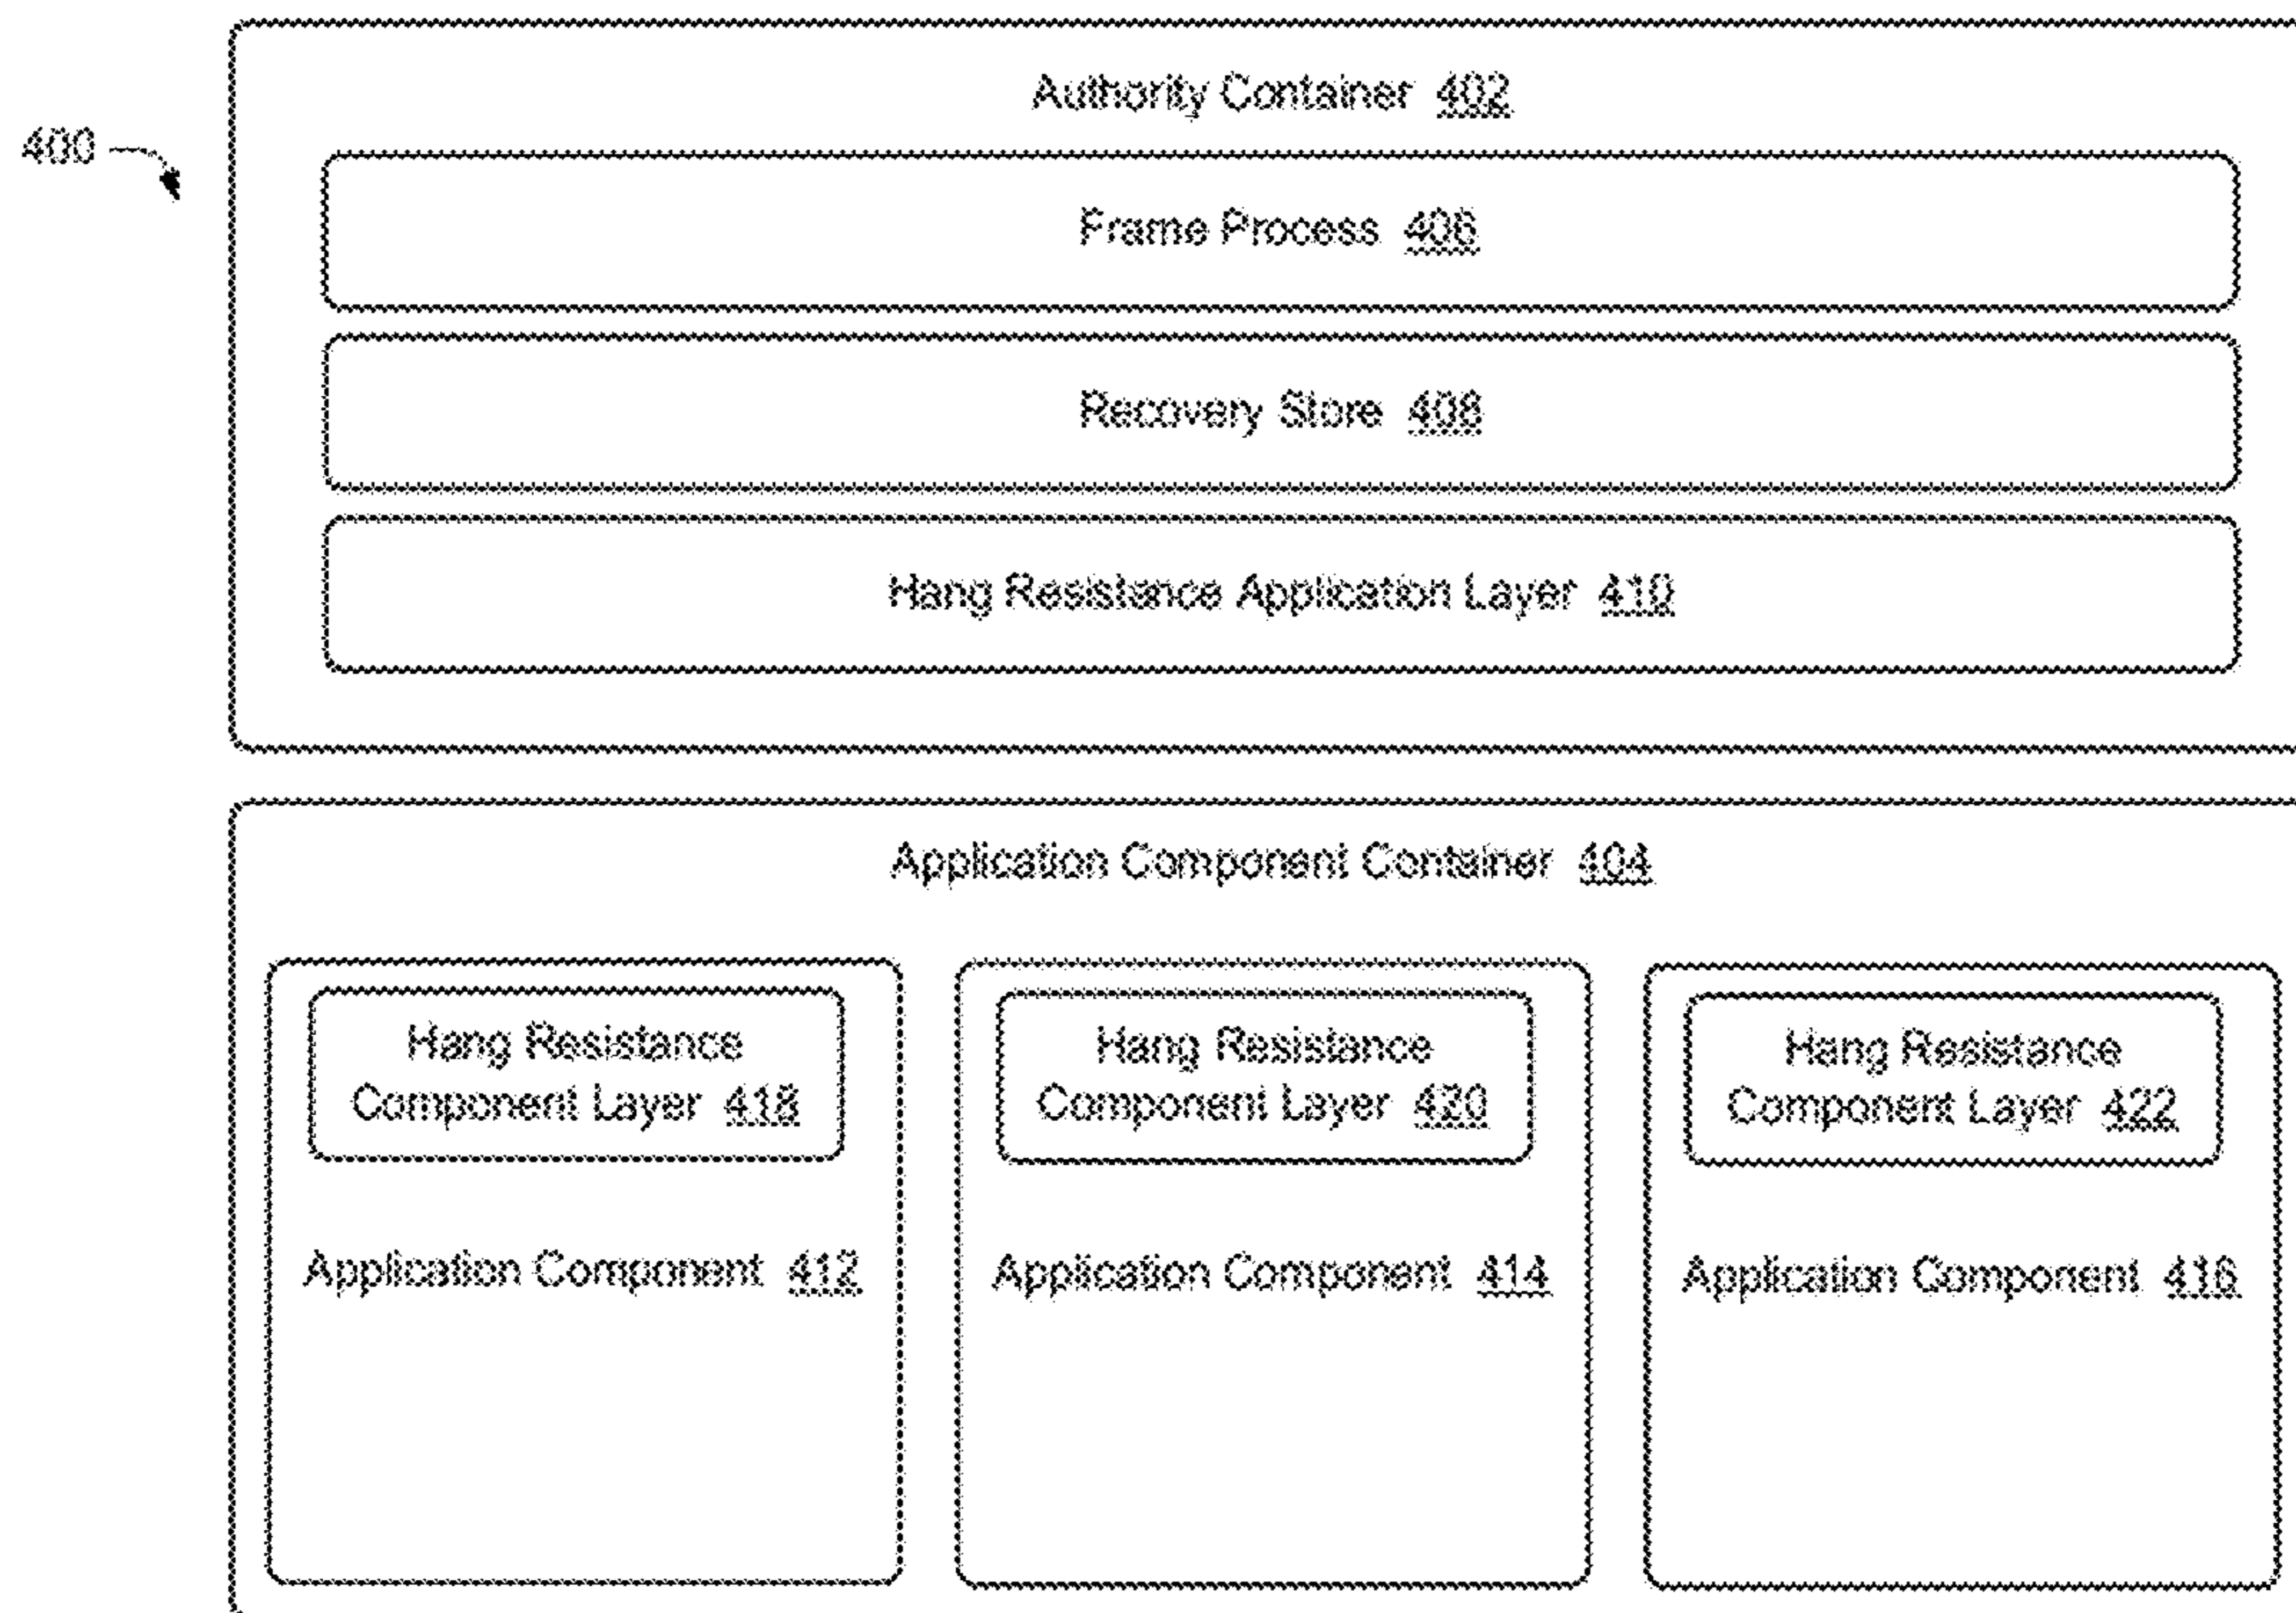 400
Authority Container 402
Frame Process 406
Recovery Store 408
Hang Resistance Application Layer 410
Application Component Container 404
Hang Resistance
Component Layer 418
Application Component 412
Hang Resistance
Component Layer 420
Application Component 414
Hang Resistance
Component Layer 422
Application Component 416